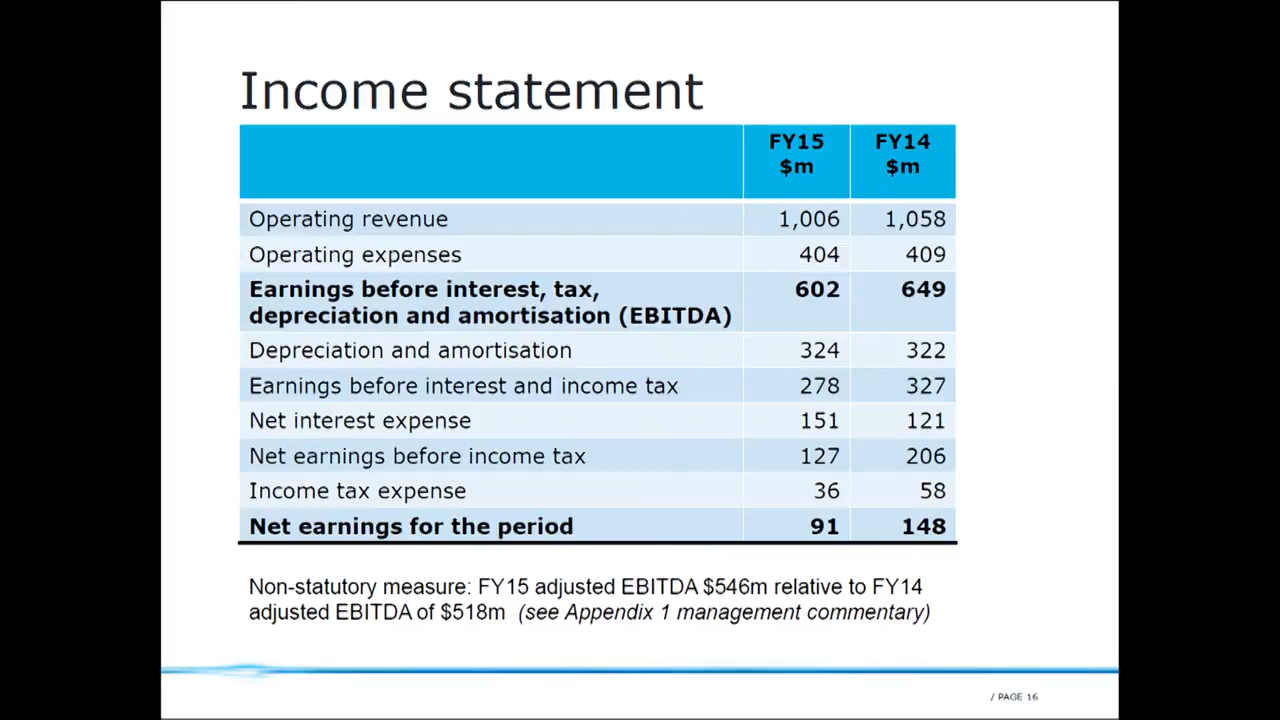 Income statement
FY15 FY14
$m $m
Operating revenue 1,006 1,058
Operating expenses 404 409
Earnings before interest, tax, 602 649
depreciation and amortisation (EBITDA)
Depreciation and amortisation 324 322
Earnings before interest and income tax 278 327
Net interest expense 151 121
Net earnings before income tax 127 206
Income tax expense 36 58
Net earnings for the period 91 148
Non-statutory measure: FY15 adjusted EBITDA $546m relative to FY14
adjusted EBITDA of $518m (see Appendix 1 management commentary)
/ PAGE 16